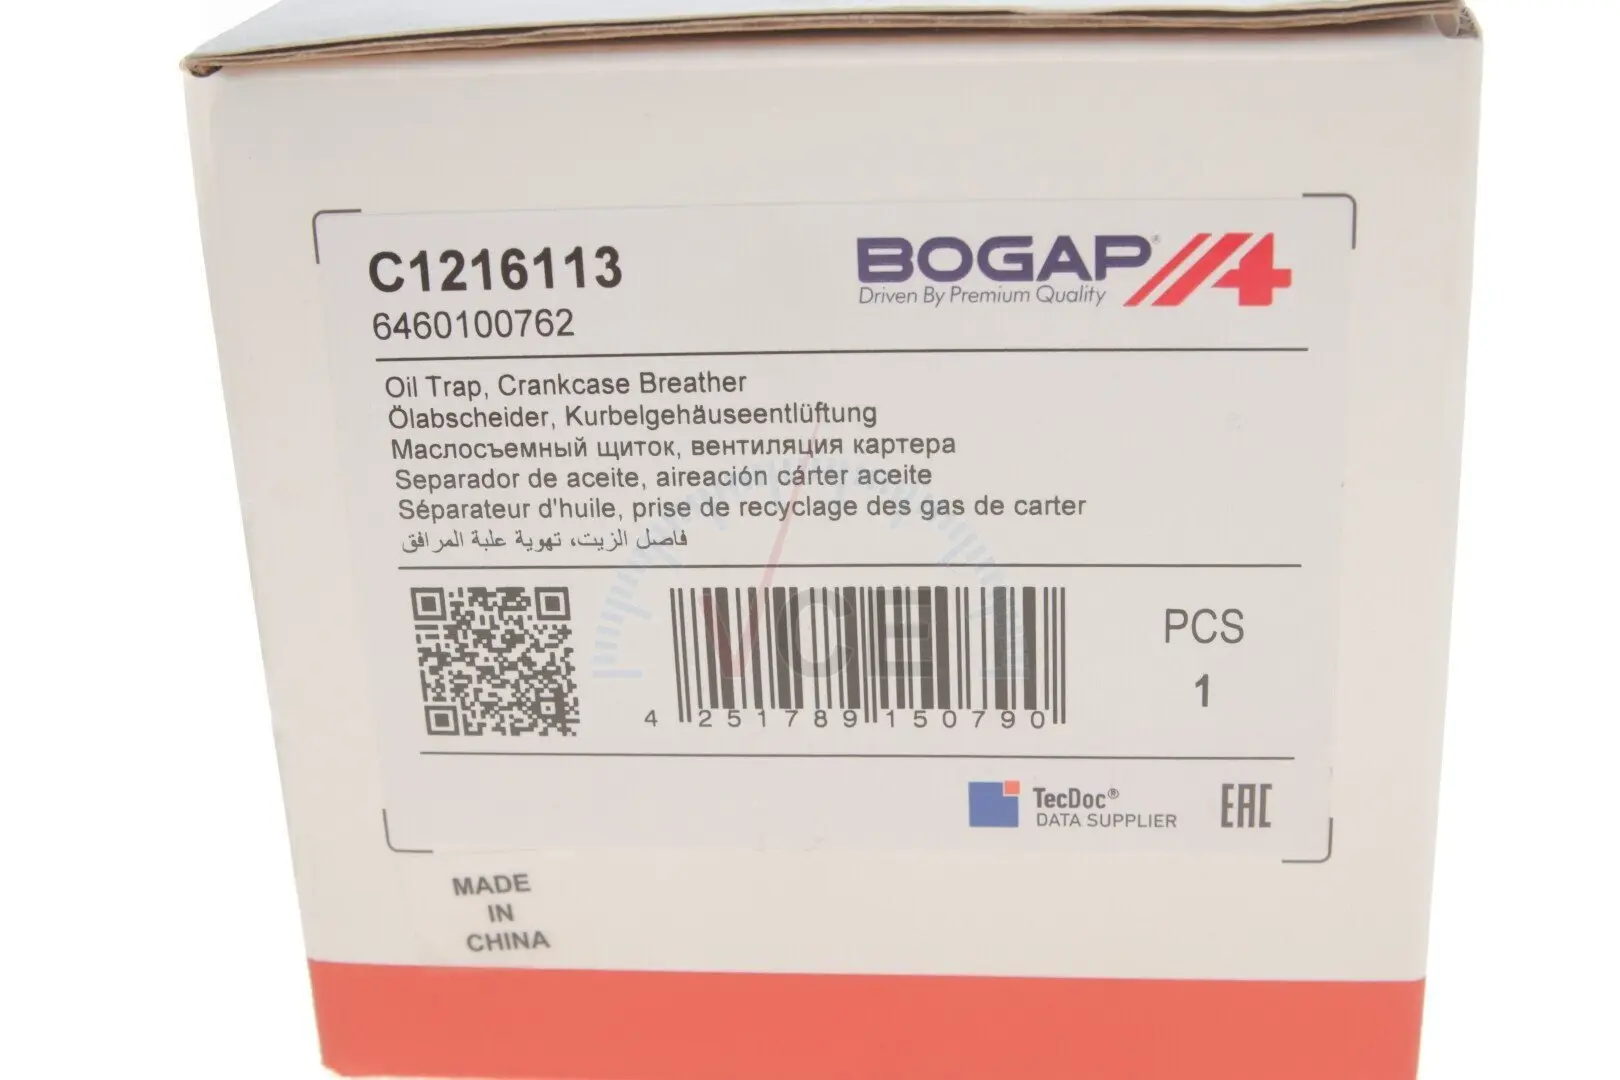 C1216113
6460100762
BOGAP®
Driven By Premium Quality
Oil Trap, Crankcase Breather
Ölabscheider, Kurbelgehäuseentlüftung
Маслосъемный щиток, вентиляция картера
Separador de aceite, aireación cárter aceite
Séparateur d'huile, prise de recyclage des gas de carter
فاصل الزيت، تهوية علبة المرافق
VCE
4 251789 150790
PCS
1
TecDoc®
DATA SUPPLIER
EAC
MADE
IN
CHINA